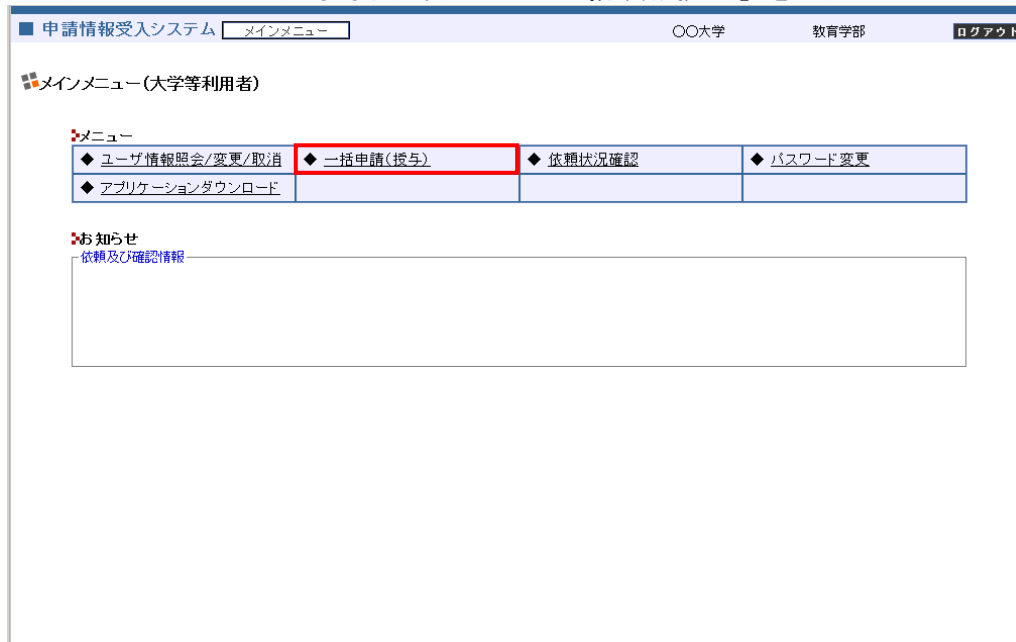 ■ 申請情報受入システム メインメニュー 〇〇大学 教育学部 ログアウト
メインメニュー(大学等利用者)
メニュー
◆ ユーザ情報照会/変更/取消 ◆ 一括申請(授与) ◆ 依頼状況確認 ◆ パスワード変更
◆ アプリケーションダウンロード
お知らせ
依頼及び確認情報